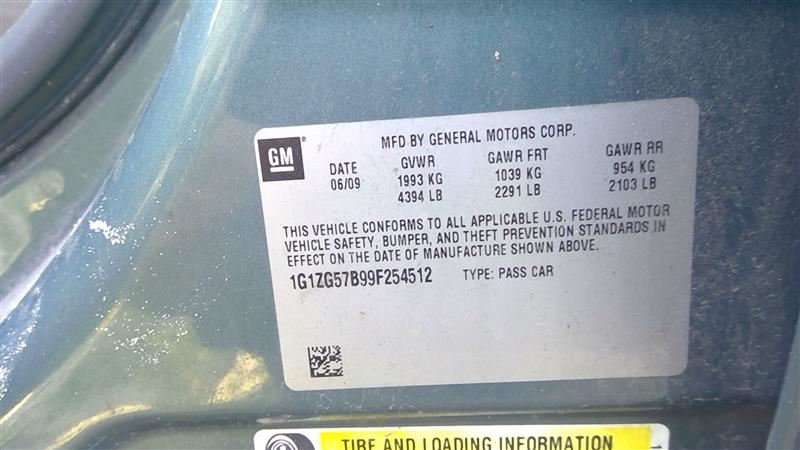 GM
MFD BY GENERAL MOTORS CORP.
DATE GVWR GAWR FRT GAWR RR
06/09 1993 KG 1039 KG 954 KG
4394 LB 2291 LB 2103 LB
THIS VEHICLE CONFORMS TO ALL APPLICABLE U.S. FEDERAL MOTOR
VEHICLE SAFETY, BUMPER, AND THEFT PREVENTION STANDARDS IN
EFFECT ON THE DATE OF MANUFACTURE SHOWN ABOVE.
1G1ZG57B99F254512 TYPE: PASS CAR
TIRE AND LOADING INFORMATION